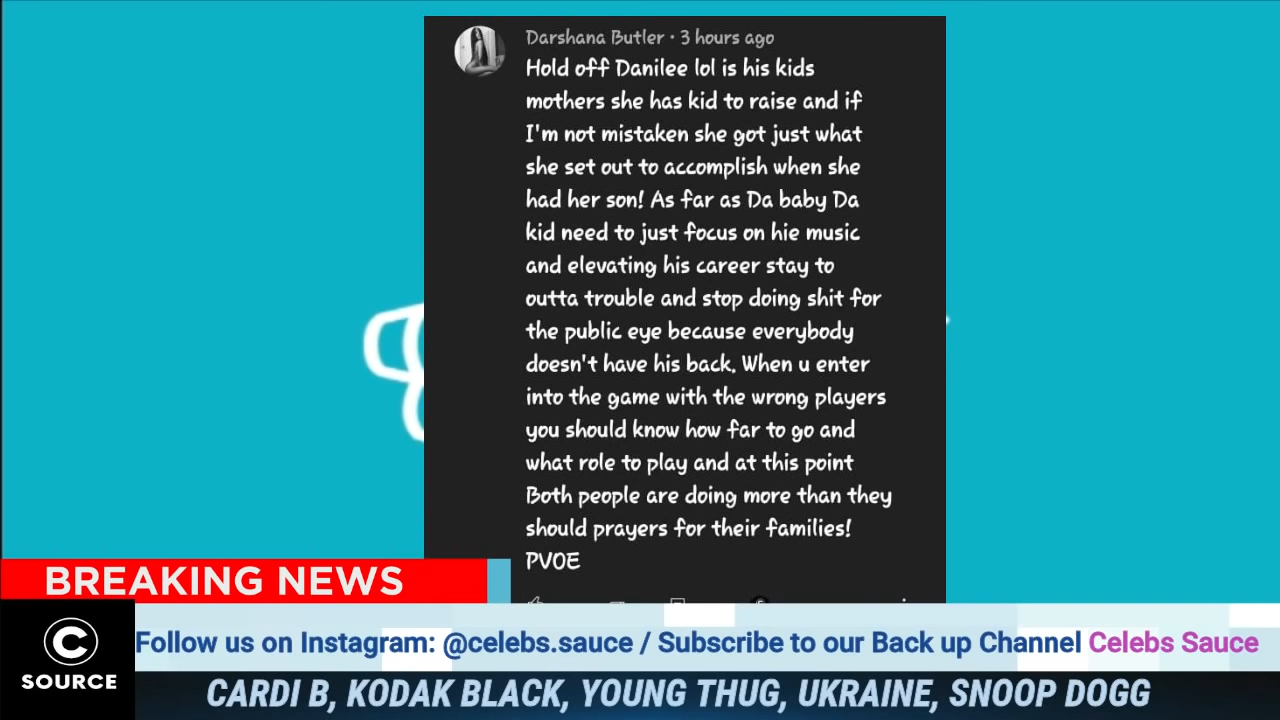 Darshana Butler · 3 hours ago
Hold off Danilee lol is his kids
mothers she has kid to raise and if
I'm not mistaken she got just what
she set out to accomplish when she
had her son! As far as Da baby Da
kid need to just focus on hie music
and elevating his career stay to
outta trouble and stop doing shit for
the public eye because everybody
doesn't have his back. When u enter
into the game with the wrong players
you should know how far to go and
what role to play and at this point
Both people are doing more than they
should prayers for their families!
PVOE
BREAKING NEWS
C
SOURCE
Follow us on Instagram: @celebs.sauce / Subscribe to our Back up Channel Celebs Sauce
CARDI B, KODAK BLACK, YOUNG THUG, UKRAINE, SNOOP DOGG